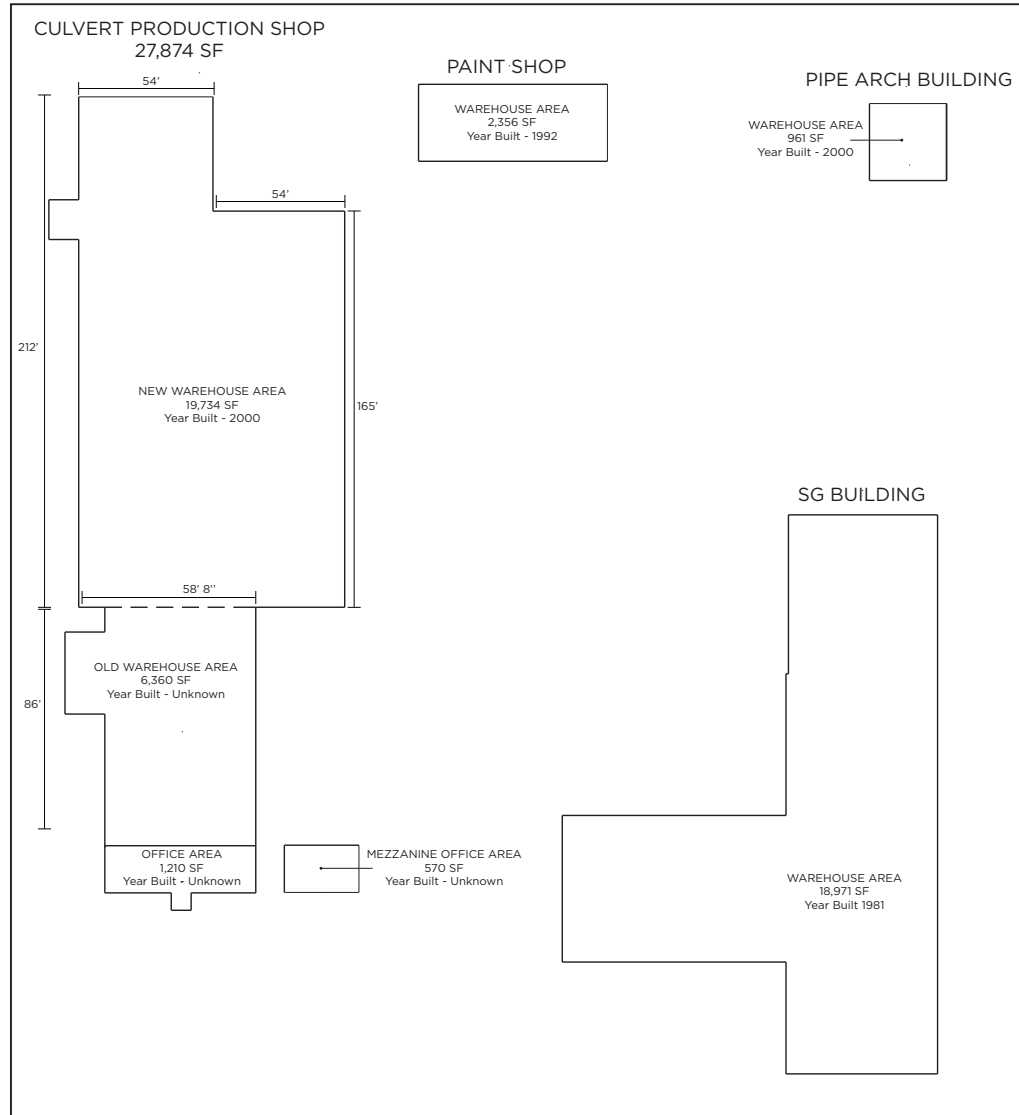 CULVERT PRODUCTION SHOP
27,874 SF
54'
PAINT SHOP
WAREHOUSE AREA
2,356 SF
Year Built - 1992
PIPE ARCH BUILDING
WAREHOUSE AREA
961 SF
Year Built - 2000
54'
212'
NEW WAREHOUSE AREA
19,734 SF
Year Built - 2000
165'
SG BUILDING
58' 8''
OLD WAREHOUSE AREA
6,360 SF
Year Built - Unknown
86'
OFFICE AREA
1,210 SF
Year Built - Unknown
MEZZANINE OFFICE AREA
570 SF
Year Built - Unknown
WAREHOUSE AREA
18,971 SF
Year Built 1981